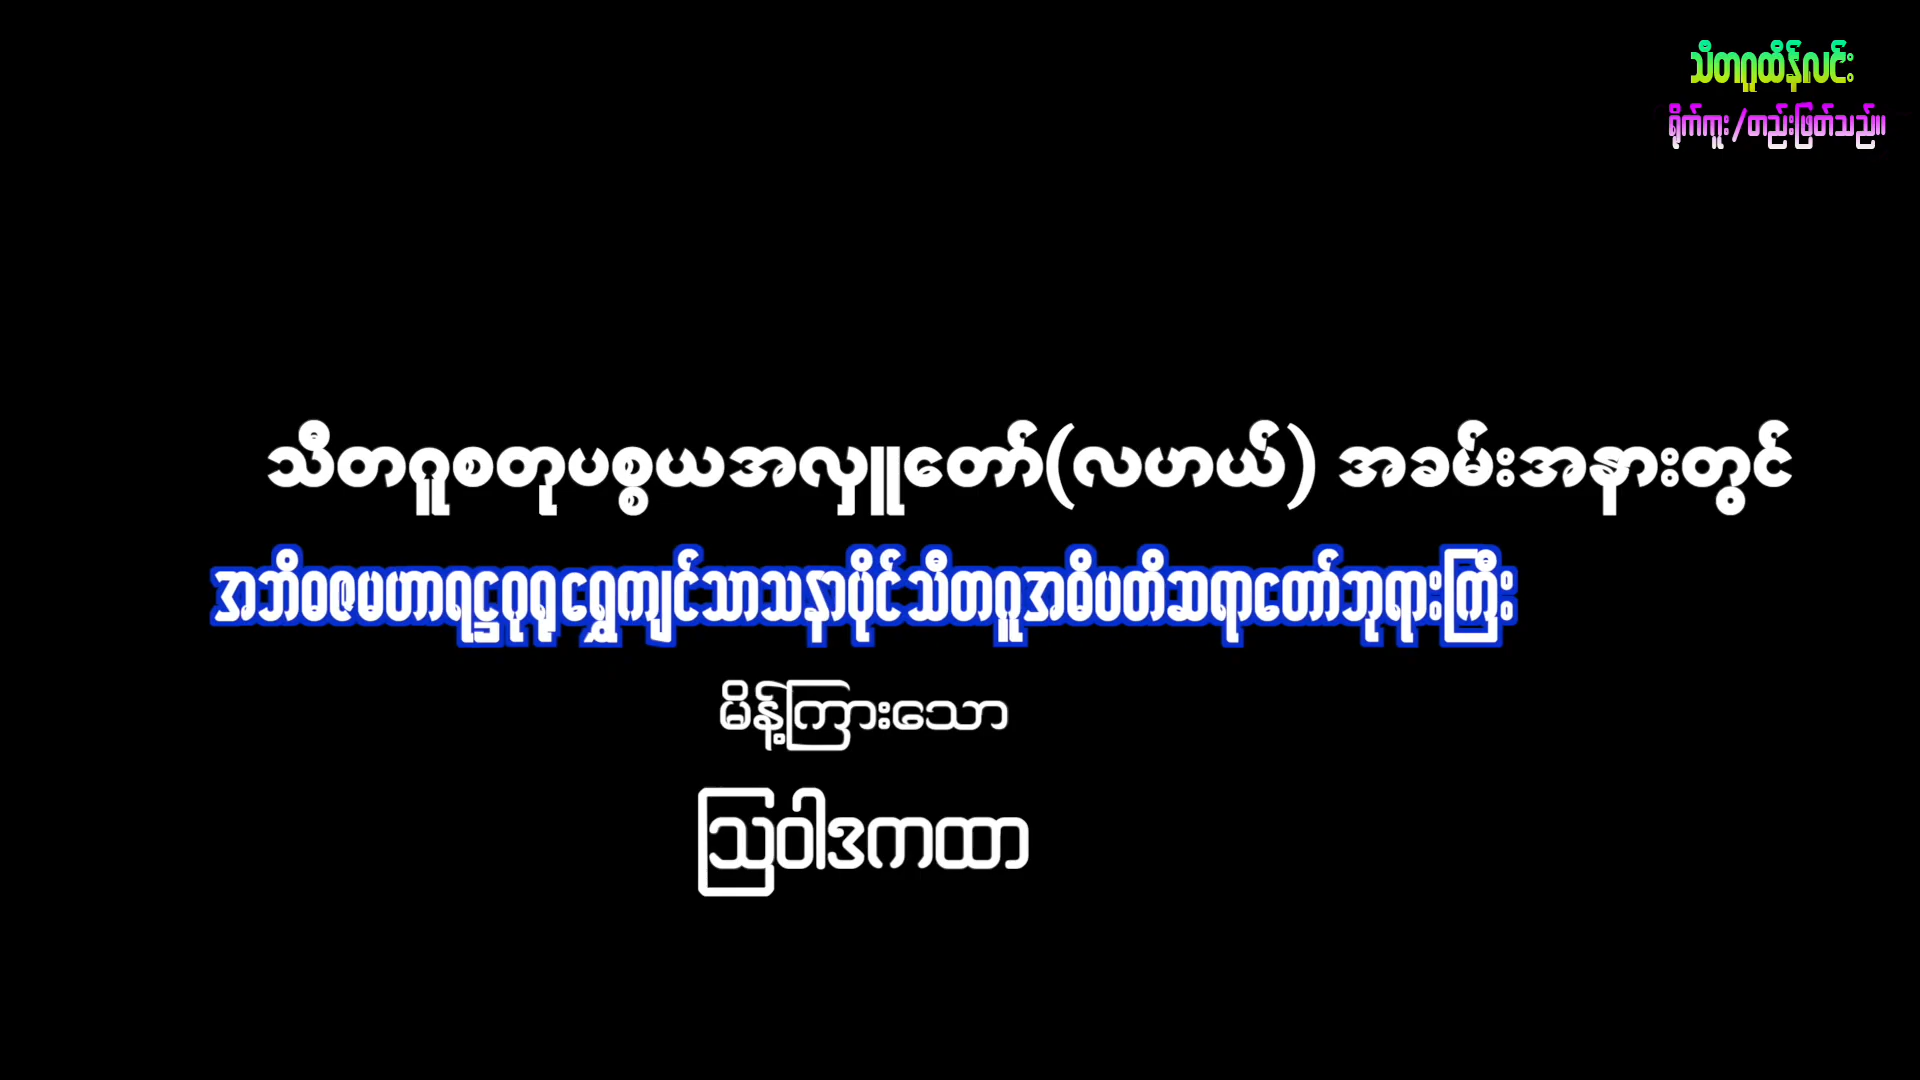 သီတဂူထိန်လင်း
ရိုက်ကူး/တည်းဖြတ်သည်။
သီတဂူစတုပစ္စယအလှူတော်(လဟယ်) အခမ်းအနားတွင်
အဘိဓဇမဟာရဋ္ဌဂုရု ရွှေကျင်သာသနာပိုင်သီတဂူအဓိပတိဆရာတော်ဘုရားကြီး
မိန့်ကြားသော
ဩဝါဒကထာ